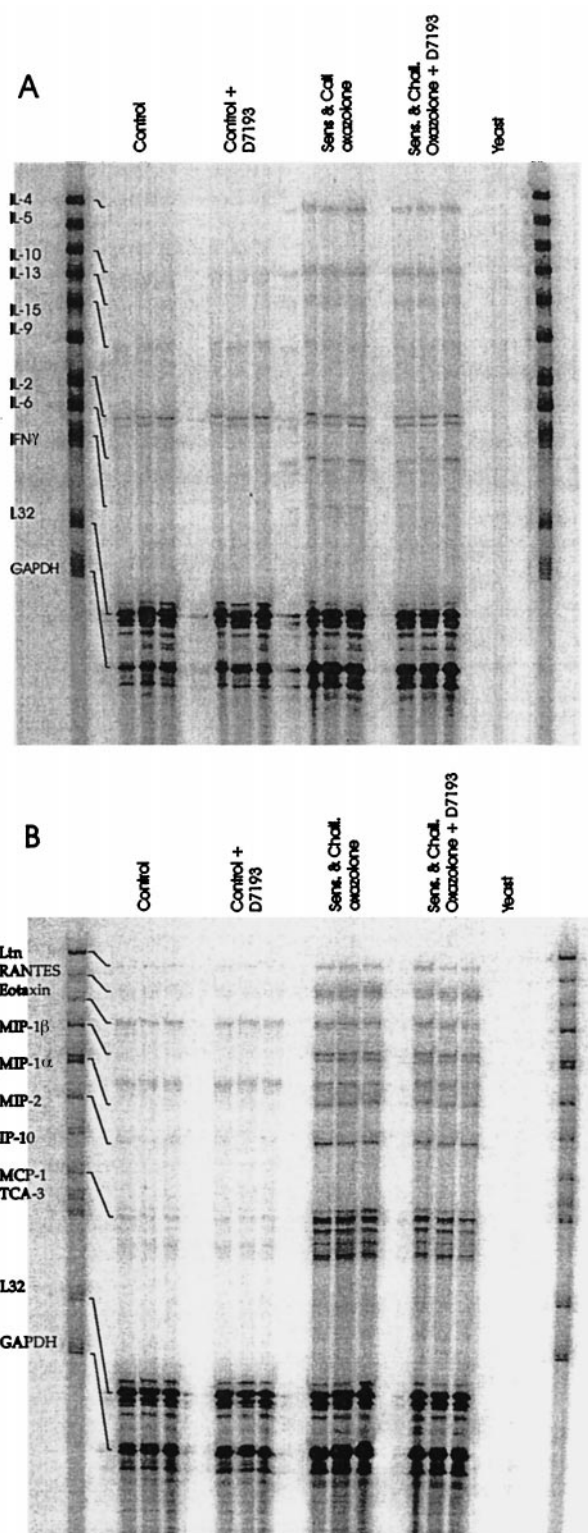 A
Control
Control +
D7193
Sens & Call
oxazolone
Sens. & Chall.
Oxazolone + D7193
Yeast
IL-4
IL-5
IL-10
IL-13
IL-15
IL-9
IL-2
IL-6
IFNγ
L32
GAPDH
B
Control
Control +
D7193
Sens. & Chall.
oxazolone
Sens. & Chall.
Oxazolone + D7193
Yeast
Ltn
RANTES
Eotaxin
MIP-1β
MIP-1α
MIP-2
IP-10
MCP-1
TCA-3
L32
GAPDH